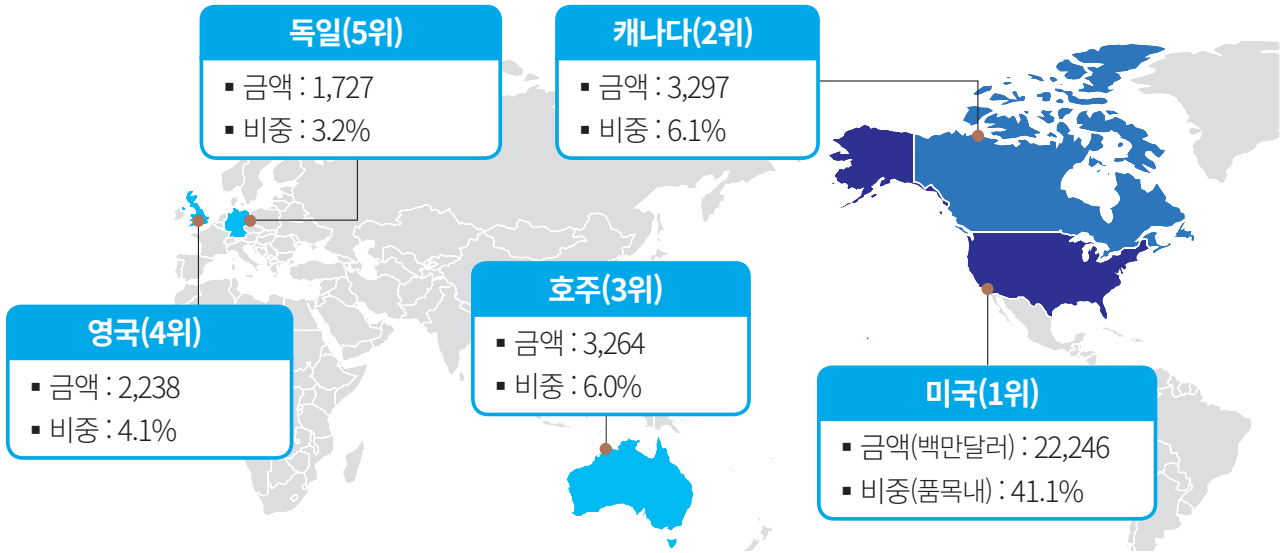 독일(5위)
▪ 금액 : 1,727
▪ 비중 : 3.2%
캐나다(2위)
▪ 금액 : 3,297
▪ 비중 : 6.1%
영국(4위)
▪ 금액 : 2,238
▪ 비중 : 4.1%
호주(3위)
▪ 금액 : 3,264
▪ 비중 : 6.0%
미국(1위)
▪ 금액(백만달러) : 22,246
▪ 비중(품목내) : 41.1%